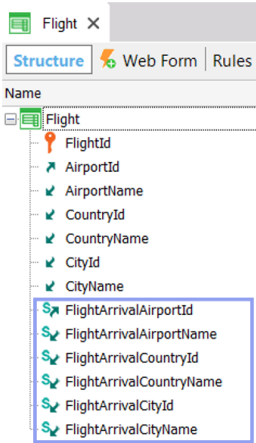 Flight
Structure Web Form Rules
Name
Flight
FlightId
AirportId
AirportName
CountryId
CountryName
CityId
CityName
FlightArrivalAirportId
FlightArrivalAirportName
FlightArrivalCountryId
FlightArrivalCountryName
FlightArrivalCityId
FlightArrivalCityName